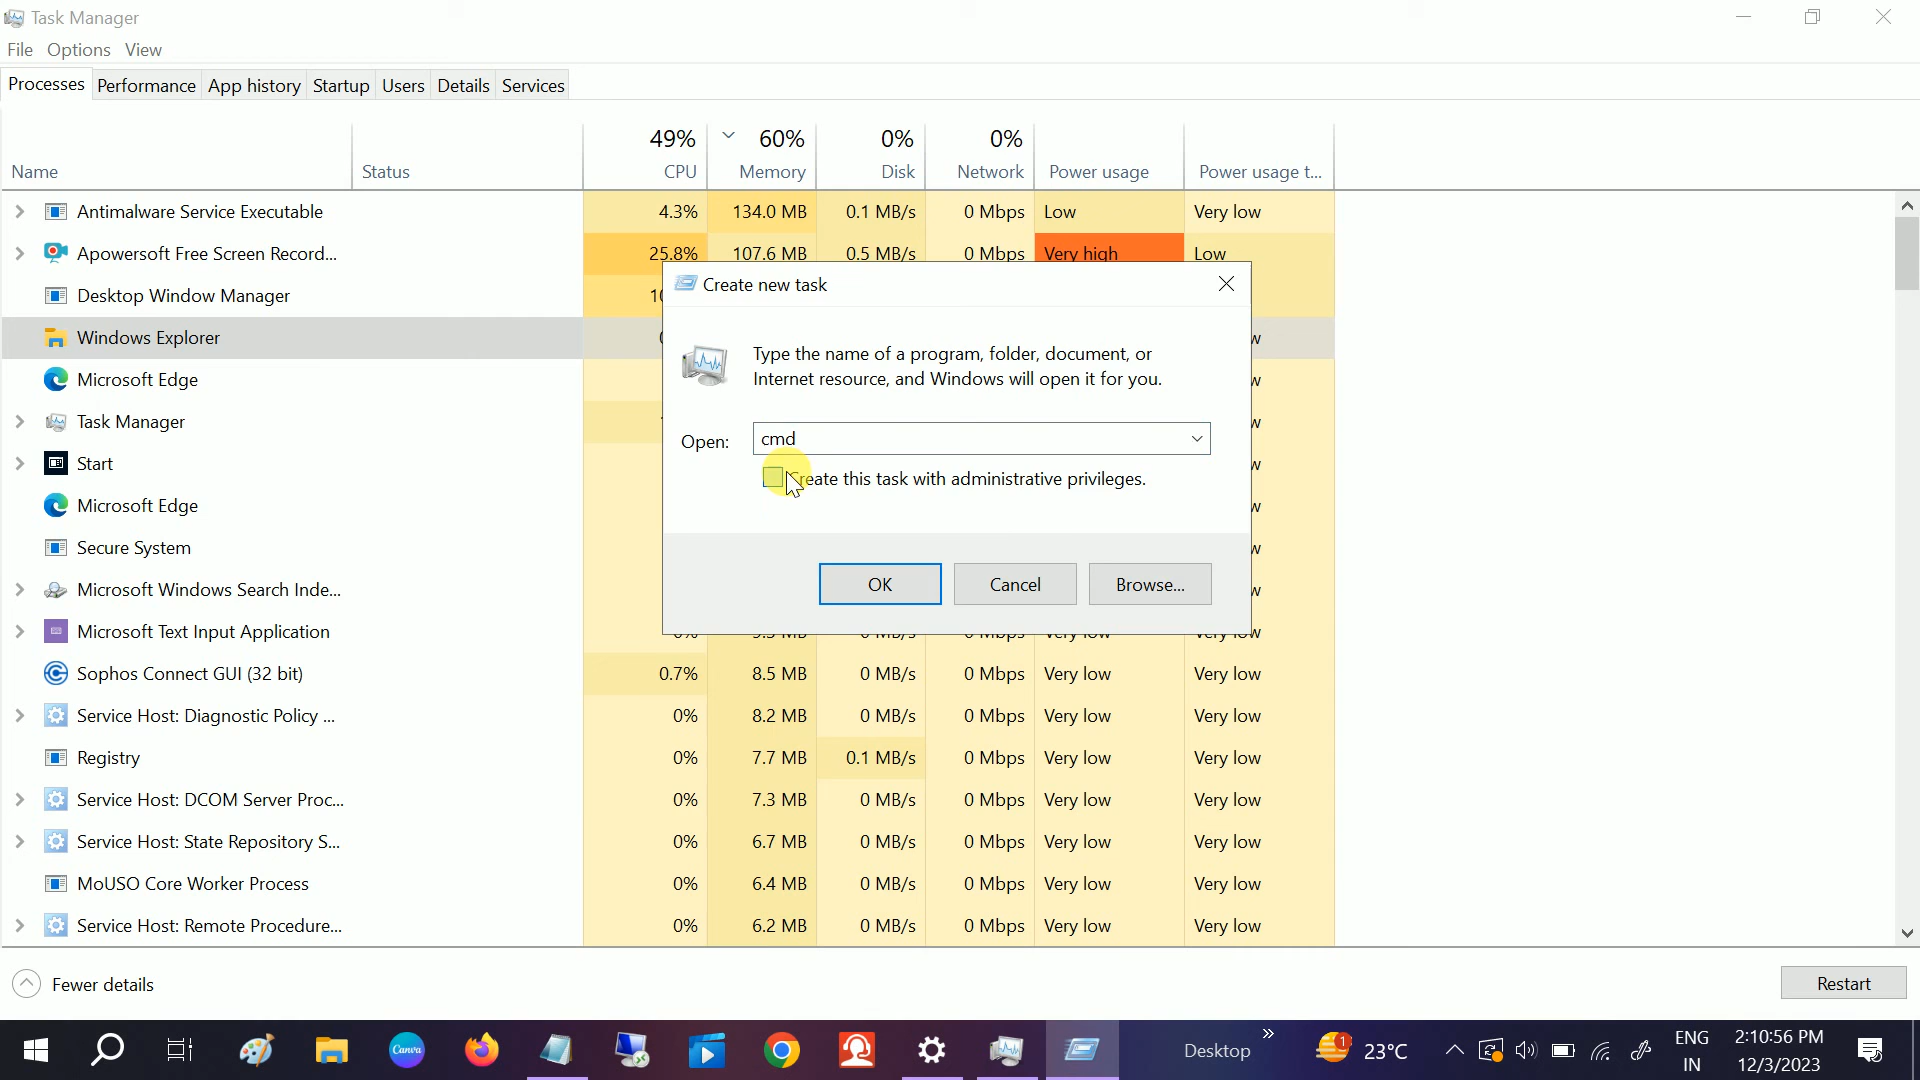 Task Manager
File Options View
Processes Performance App history Startup Users Details Services
49% 60% 0% 0%
Name Status CPU Memory Disk Network Power usage Power usage t...
Antimalware Service Executable 4.3% 134.0 MB 0.1 MB/s 0 Mbps Low Very low
Apowersoft Free Screen Record... 25.8% 107.6 MB 0.5 MB/s 0 Mbps Very high Low
Create new task
Desktop Window Manager
Windows Explorer
Type the name of a program, folder, document, or
Internet resource, and Windows will open it for you.
Microsoft Edge
Task Manager
Open: cmd
Start
Create this task with administrative privileges.
Microsoft Edge
Secure System
OK Cancel Browse...
Microsoft Windows Search Inde...
Microsoft Text Input Application
Sophos Connect GUI (32 bit) 0.7% 8.5 MB 0 MB/s 0 Mbps Very low Very low
Service Host: Diagnostic Policy ... 0% 8.2 MB 0 MB/s 0 Mbps Very low Very low
Registry 0% 7.7 MB 0.1 MB/s 0 Mbps Very low Very low
Service Host: DCOM Server Proc... 0% 7.3 MB 0 MB/s 0 Mbps Very low Very low
Service Host: State Repository S... 0% 6.7 MB 0 MB/s 0 Mbps Very low Very low
MoUSO Core Worker Process 0% 6.4 MB 0 MB/s 0 Mbps Very low Very low
Service Host: Remote Procedure... 0% 6.2 MB 0 MB/s 0 Mbps Very low Very low
Fewer details Restart
Canva Desktop 1 23°C ENG 2:10:56 PM
IN 12/3/2023